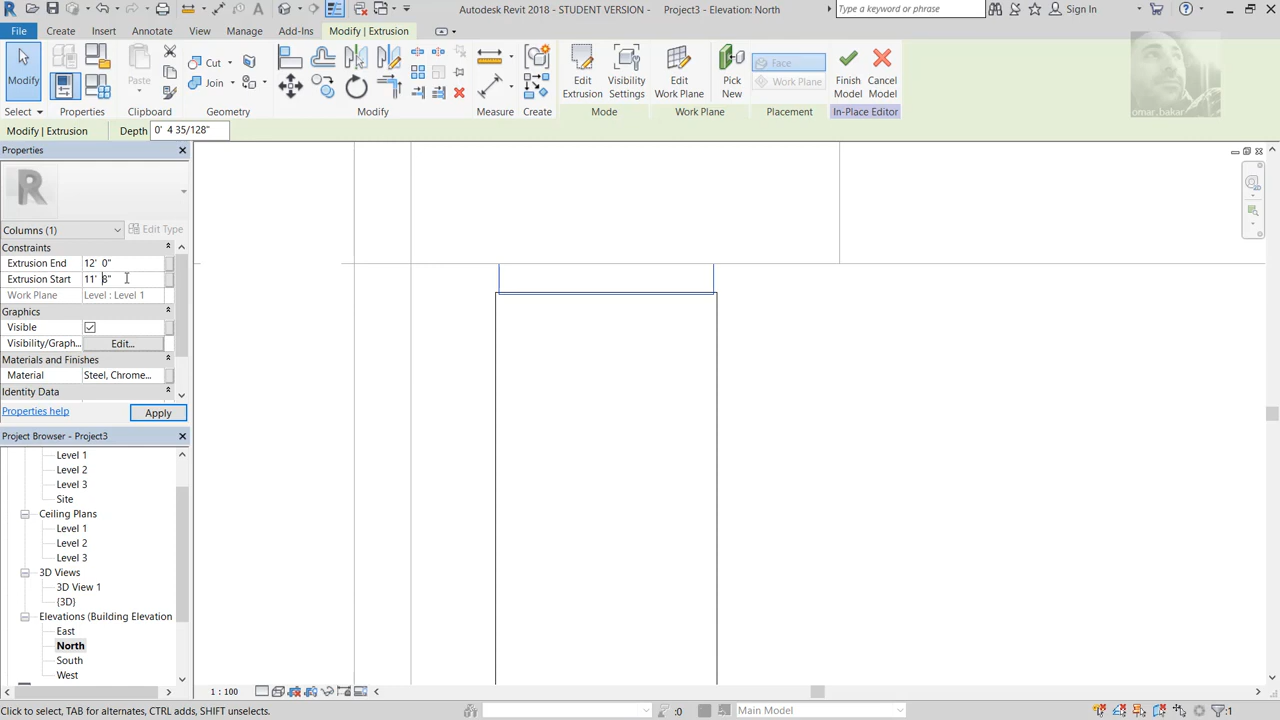 Autodesk Revit 2018 - STUDENT VERSION - Project3 - Elevation: North
Type a keyword or phrase
Sign In
File
Create
Insert
Annotate
View
Manage
Add-Ins
Modify | Extrusion
Modify
Paste
Cut
Join
Edit Extrusion
Visibility Settings
Edit Work Plane
Pick New
Face
Work Plane
Finish Model
Cancel Model
Select
Properties
Clipboard
Geometry
Modify
Measure
Create
Mode
Work Plane
Placement
In-Place Editor
omar_bakar
Modify | Extrusion
Depth 0' 4 35/128"
Properties
Columns (1)
Edit Type
Constraints
Extrusion End 12' 0"
Extrusion Start 11' 8"
Work Plane Level : Level 1
Graphics
Visible
Visibility/Graph... Edit...
Materials and Finishes
Material Steel, Chrome...
Identity Data
Properties help
Apply
Project Browser - Project3
Level 1
Level 2
Level 3
Site
Ceiling Plans
Level 1
Level 2
Level 3
3D Views
3D View 1
{3D}
Elevations (Building Elevation
East
North
South
West
1 : 100
Click to select, TAB for alternates, CTRL adds, SHIFT unselects.
:0
Main Model
:1